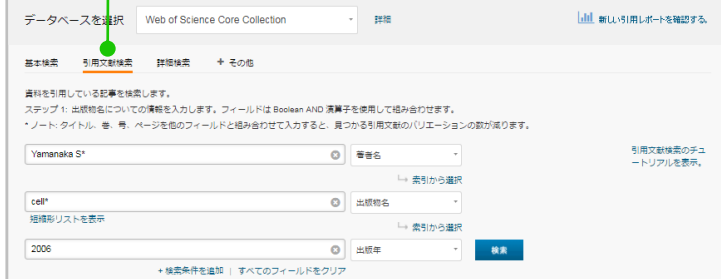 データベースを選択 Web of Science Core Collection 詳細 新しい引用レポートを確認する。
基本検索 引用文献検索 詳細検索 + その他
資料を引用している記事を検索します。
ステップ 1: 出版物名についての情報を入力します。フィールドは Boolean AND 演算子を使用して組み合わせます。
* ノート: タイトル、巻、号、ページを他のフィールドと組み合わせて入力すると、見つかる引用文献のバリエーションの数が減ります。
Yamanaka S* 著者名 引用文献検索のチュ
ートリアルを表示。
索引から選択
cell* 出版物名
短縮形リストを表示
索引から選択
2006 出版年 検索
+ 検索条件を追加 | すべてのフィールドをクリア